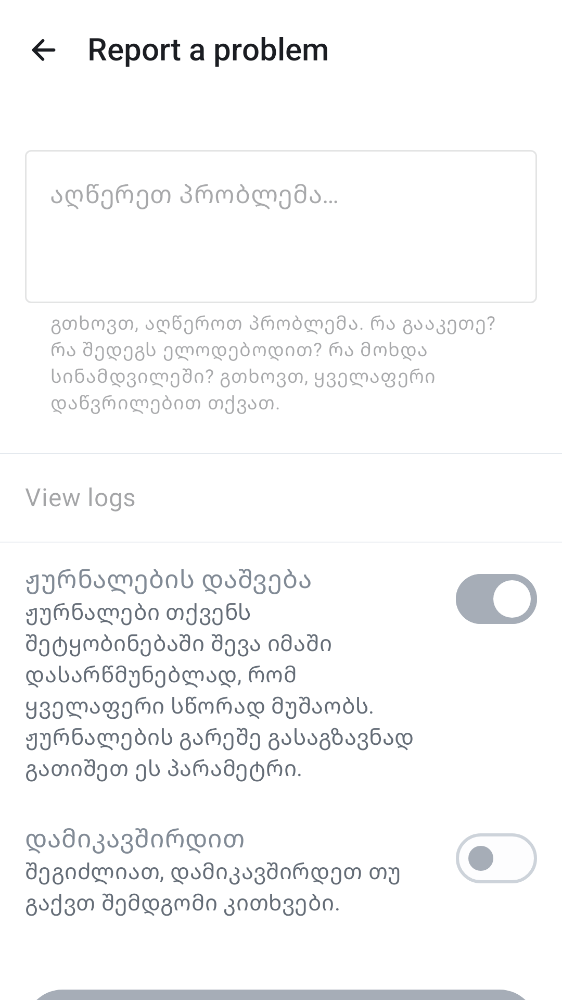 Report a problem
აღწერეთ პრობლემა…
გთხოვთ, აღწეროთ პრობლემა. რა გააკეთე?
რა შედეგს ელოდებოდით? რა მოხდა
სინამდვილეში? გთხოვთ, ყველაფერი
დაწვრილებით თქვათ.
View logs
ჟურნალების დაშვება
ჟურნალები თქვენს
შეტყობინებაში შევა იმაში
დასარწმუნებლად, რომ
ყველაფერი სწორად მუშაობს.
ჟურნალების გარეშე გასაგზავნად
გათიშეთ ეს პარამეტრი.
დამიკავშირდით
შეგიძლიათ, დამიკავშირდეთ თუ
გაქვთ შემდგომი კითხვები.